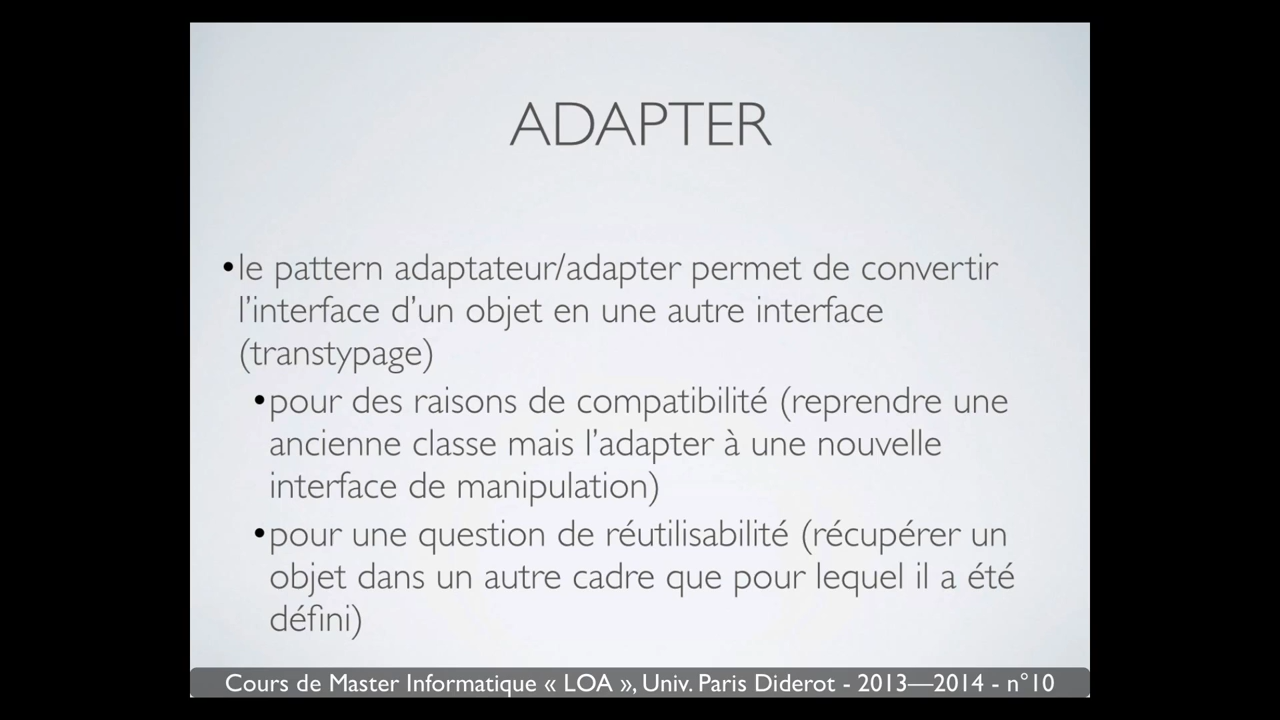 ADAPTER
•le pattern adaptateur/adapter permet de convertir
l’interface d’un objet en une autre interface
(transtypage)
•pour des raisons de compatibilité (reprendre une
ancienne classe mais l’adapter à une nouvelle
interface de manipulation)
•pour une question de réutilisabilité (récupérer un
objet dans un autre cadre que pour lequel il a été
défini)
Cours de Master Informatique « LOA », Univ. Paris Diderot - 2013—2014 - n°10